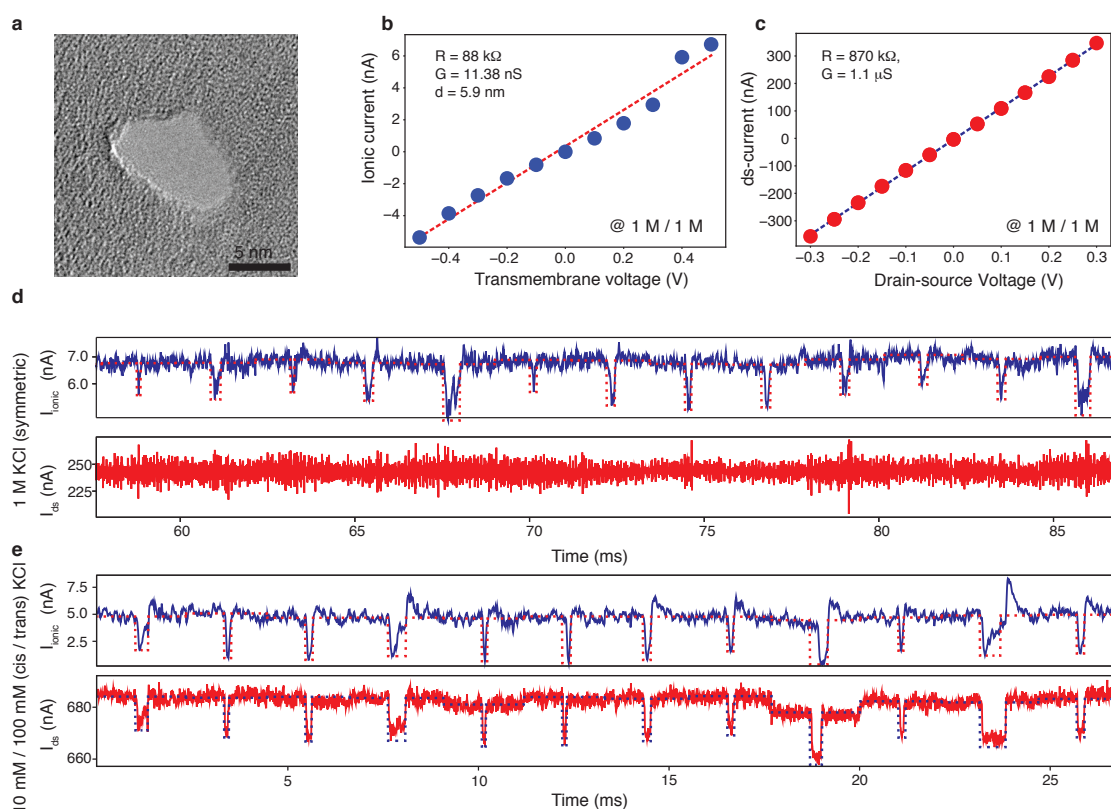 a
5 nm
b
R = 88 kΩ
G = 11.38 nS
d = 5.9 nm
@ 1 M / 1 M
Ionic current (nA)
6
4
2
0
−2
−4
−0.4
−0.2
0.0
0.2
0.4
Transmembrane voltage (V)
c
R = 870 kΩ,
G = 1.1 µS
@ 1 M / 1 M
ds-current (nA)
300
200
100
0
−100
−200
−300
−0.3
−0.2
−0.1
0.0
0.1
0.2
0.3
Drain-source Voltage (V)
d
1 M KCl (symmetric)
Iionic (nA)
7.0
6.0
Ids (nA)
250
225
60
65
70
75
80
85
Time (ms)
e
10 mM / 100 mM (cis / trans) KCl
Iionic (nA)
7.5
5.0
2.5
Ids (nA)
680
660
5
10
15
20
25
Time (ms)